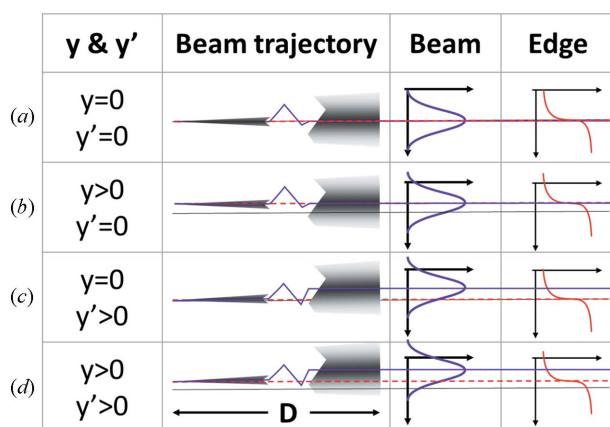 y & y’ Beam trajectory Beam Edge
(a) y=0
y’=0
(b) y>0
y’=0
(c) y=0
y’>0
(d) y>0
y’>0
D